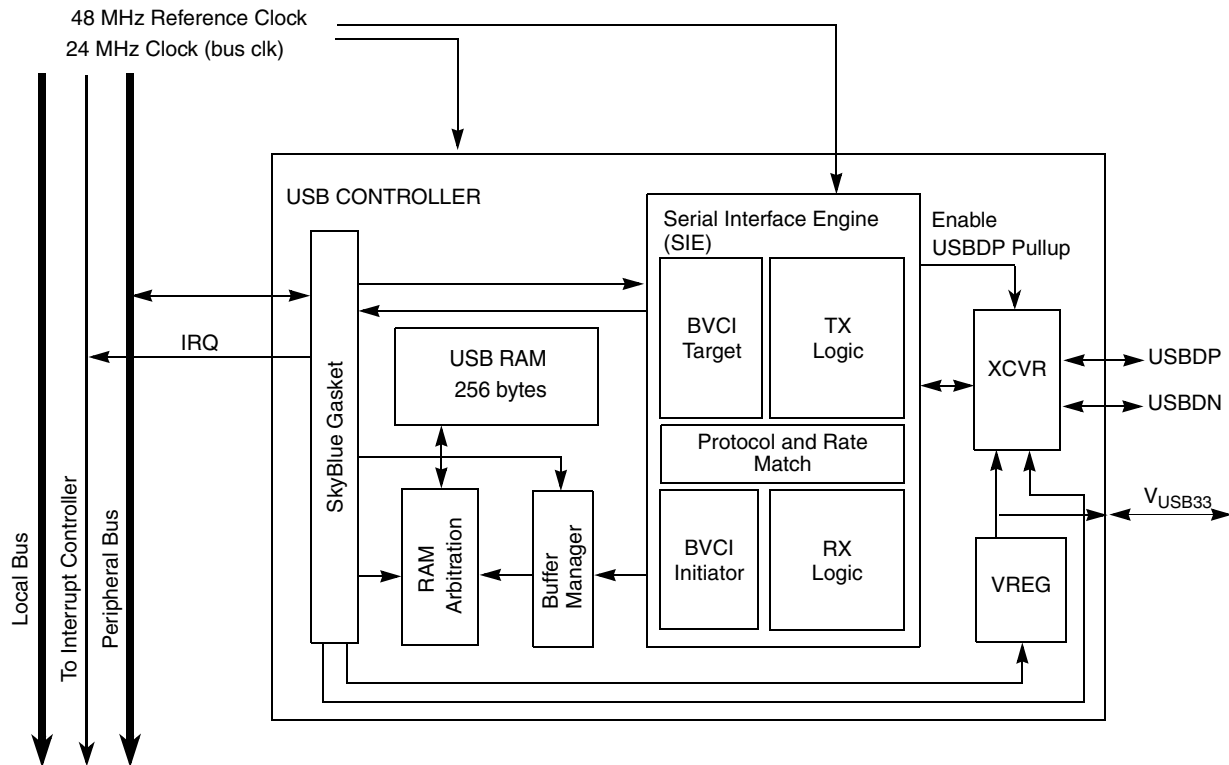 48 MHz Reference Clock
24 MHz Clock (bus clk)
USB CONTROLLER
Serial Interface Engine
(SIE)
Enable
USBDP Pullup
BVCI
Target
TX
Logic
XCVR
USBDP
USBDN
IRQ
USB RAM
256 bytes
SkyBlue Gasket
Protocol and Rate
Match
RAM
Arbitration
Buffer
Manager
BVCI
Initiator
RX
Logic
VREG
VUSB33
Local Bus
To Interrupt Controller
Peripheral Bus